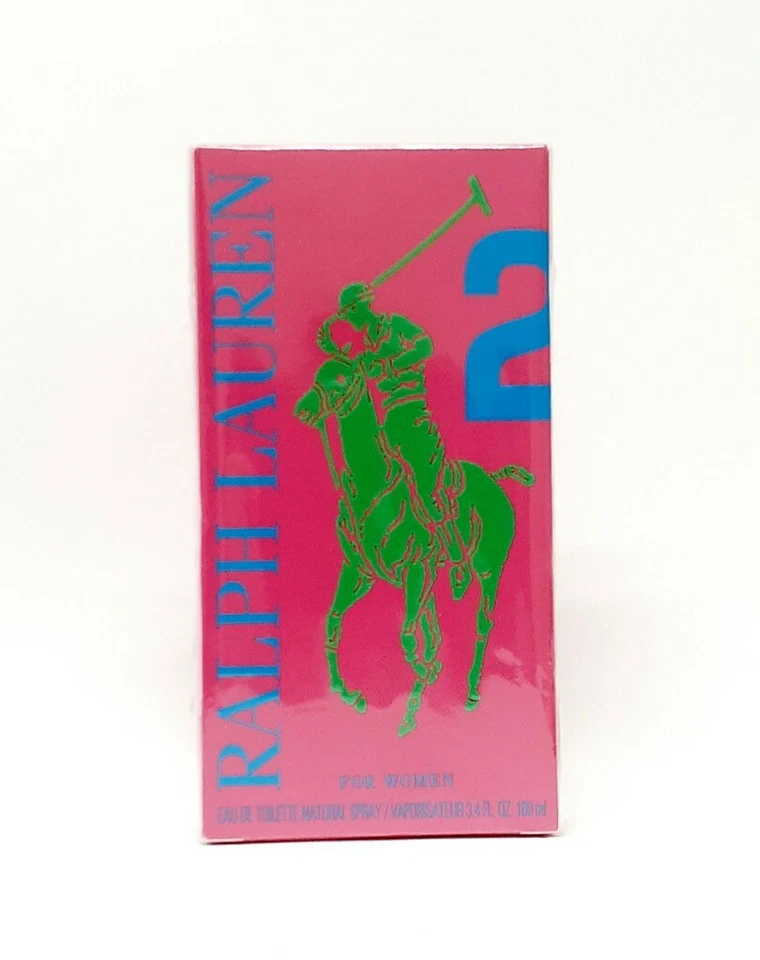 RALPH LAUREN
2
FOR WOMEN
EAU DE TOILETTE NATURAL SPRAY / VAPORISATEUR 3.4 FL. OZ. 100 ml